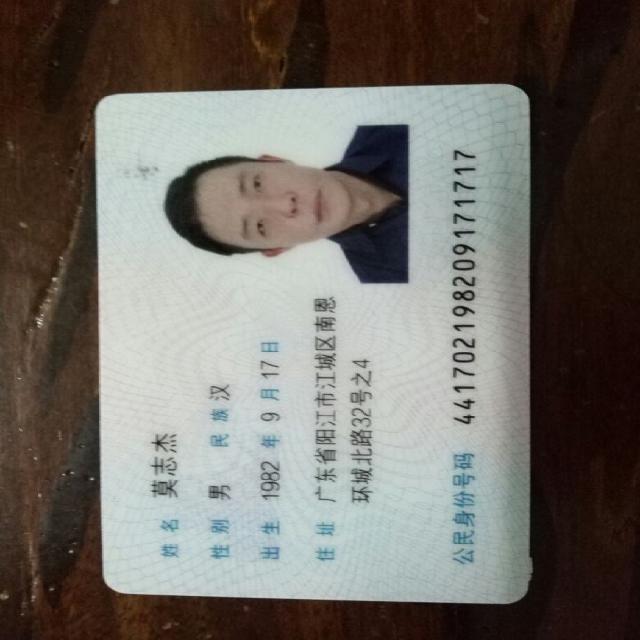 姓名 莫志杰
性别 男 民族 汉
出生 1982 年 9 月 17 日
住址 广东省阳江市江城区南恩
环城北路32号之4
公民身份号码 441702198209171717